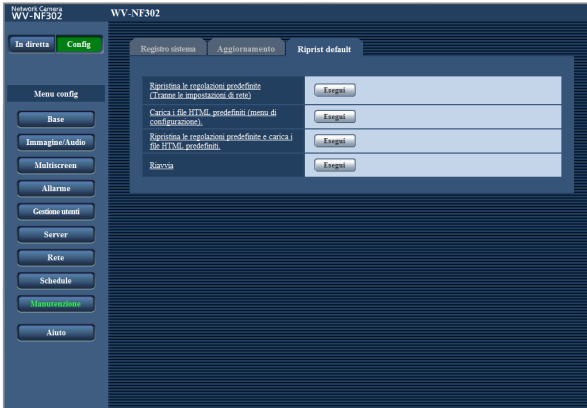 Network Camera
WV-NF302
WV-NF302
In diretta
Config
Registro sistema
Aggiornamento
Riprist default
Menu config
Base
Immagine/Audio
Multiscreen
Allarme
Gestione utenti
Server
Rete
Schedule
Manutenzione
Aiuto
Ripristina le regolazioni predefinite
(Tranne le impostazioni di rete)
Esegui
Carica i file HTML predefiniti (menu di
configurazione).
Esegui
Ripristina le regolazioni predefinite e carica i
file HTML predefiniti.
Esegui
Riavvia
Esegui